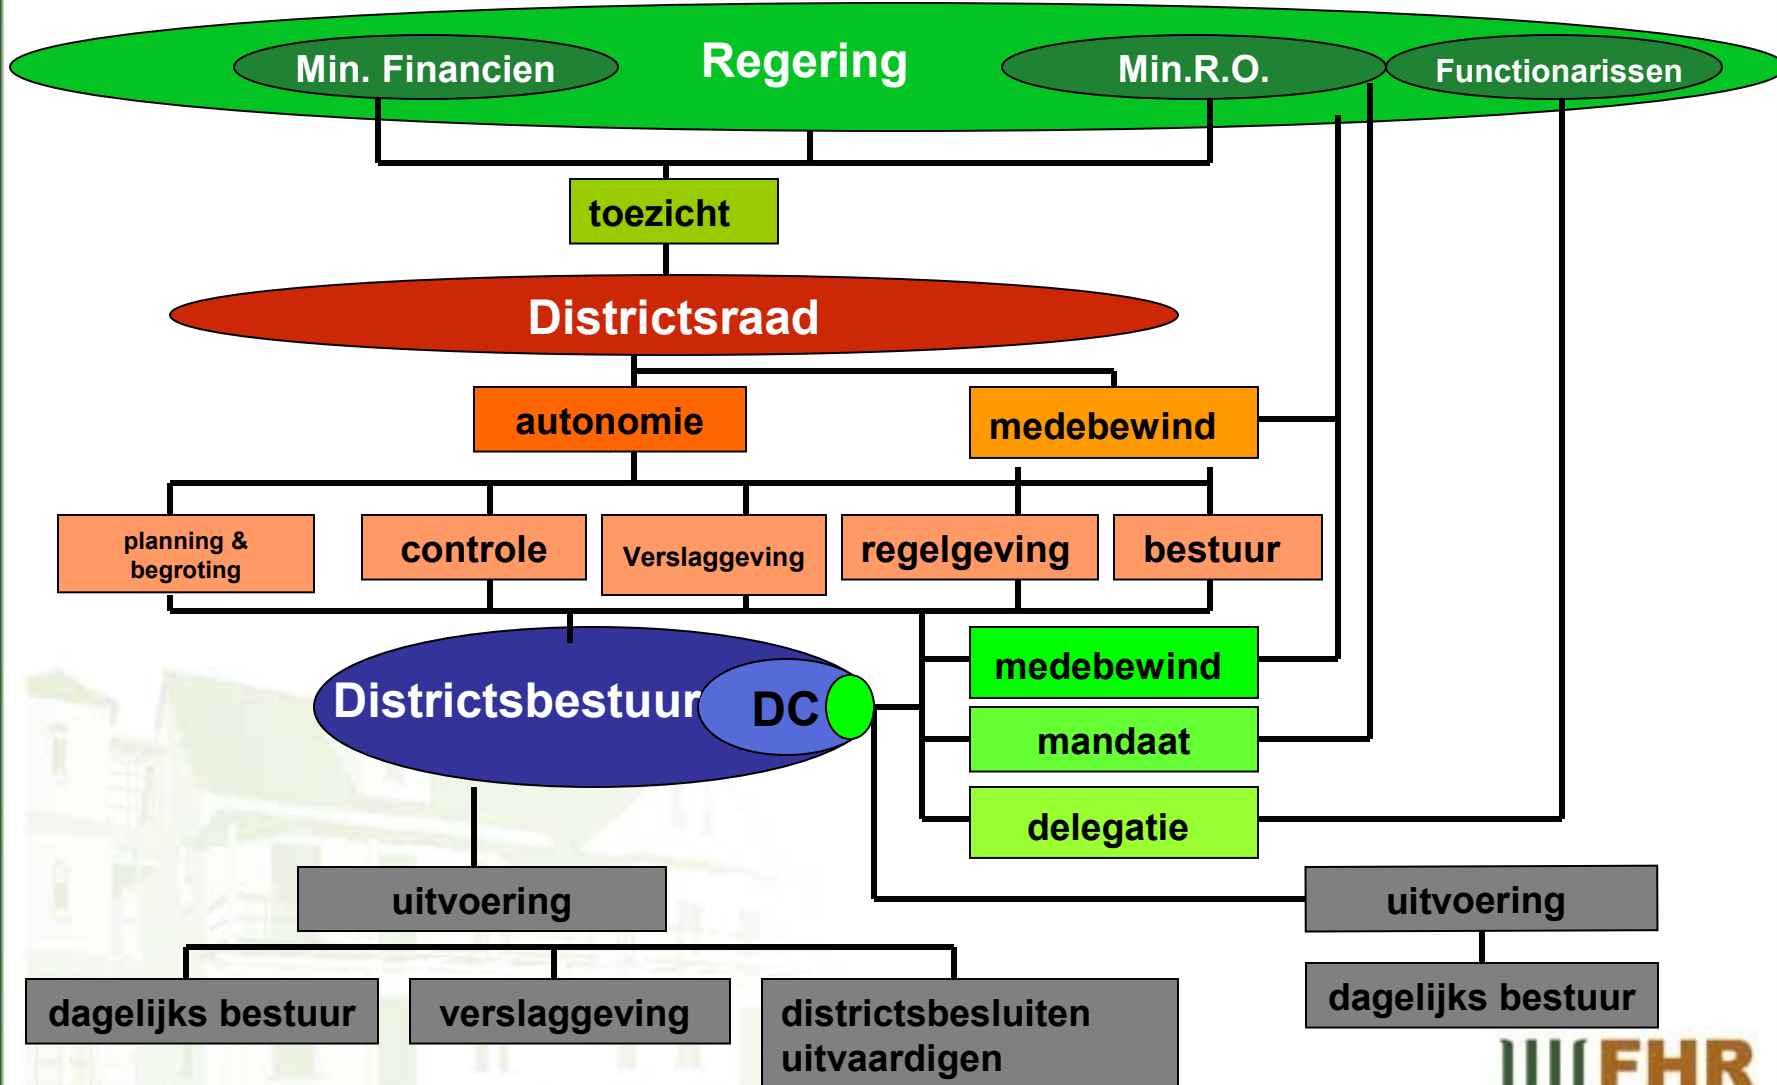 Regering
Min. Financien
Min.R.O.
Functionarissen
toezicht
Districtsraad
autonomie
medebewind
planning &
begroting
controle
Verslaggeving
regelgeving
bestuur
Districtsbestuur
DC
medebewind
mandaat
delegatie
uitvoering
uitvoering
dagelijks bestuur
verslaggeving
districtsbesluiten
uitvaardigen
dagelijks bestuur
FHR